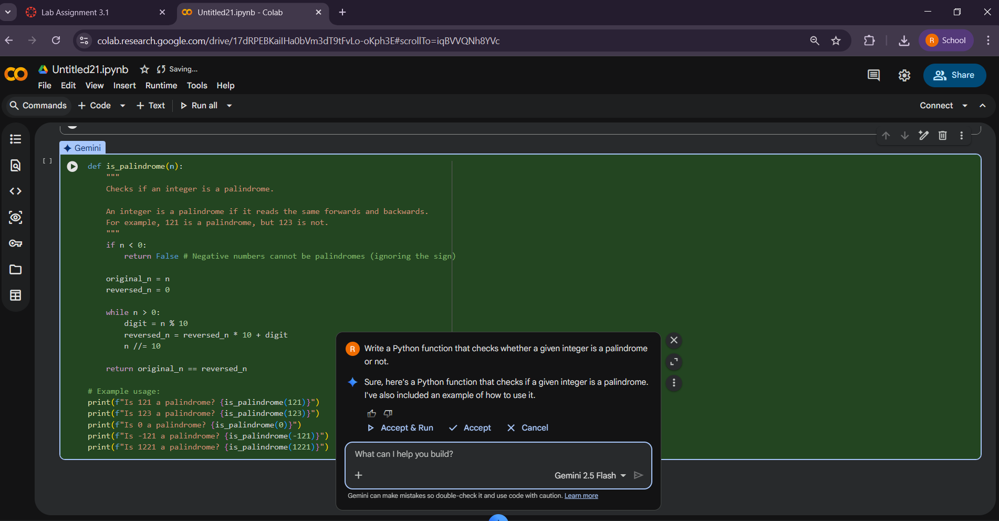 Lab Assignment 3.1
Untitled21.ipynb - Colab
colab.research.google.com/drive/17dRPEBKaiIHa0bVm3dT9tFvLo-oKph3E#scrollTo=iqBVVQNh8YVc
R School
Untitled21.ipynb
Saving...
File Edit View Insert Runtime Tools Help
Share
Commands + Code + Text Run all
Connect
Gemini
[ ]
def is_palindrome(n):
    """
    Checks if an integer is a palindrome.
    An integer is a palindrome if it reads the same forwards and backwards.
    For example, 121 is a palindrome, but 123 is not.
    """
    if n < 0:
        return False # Negative numbers cannot be palindromes (ignoring the sign)
    original_n = n
    reversed_n = 0
    while n > 0:
        digit = n % 10
        reversed_n = reversed_n * 10 + digit
        n //= 10
    return original_n == reversed_n
# Example usage:
print(f"Is 121 a palindrome? {is_palindrome(121)}")
print(f"Is 123 a palindrome? {is_palindrome(123)}")
print(f"Is 0 a palindrome? {is_palindrome(0)}")
print(f"Is -121 a palindrome? {is_palindrome(-121)}")
print(f"Is 1221 a palindrome? {is_palindrome(1221)}")
R Write a Python function that checks whether a given integer is a palindrome
or not.
Sure, here's a Python function that checks if a given integer is a palindrome.
I've also included an example of how to use it.
Accept & Run Accept Cancel
What can I help you build?
+ Gemini 2.5 Flash
Gemini can make mistakes so double-check it and use code with caution. Learn more